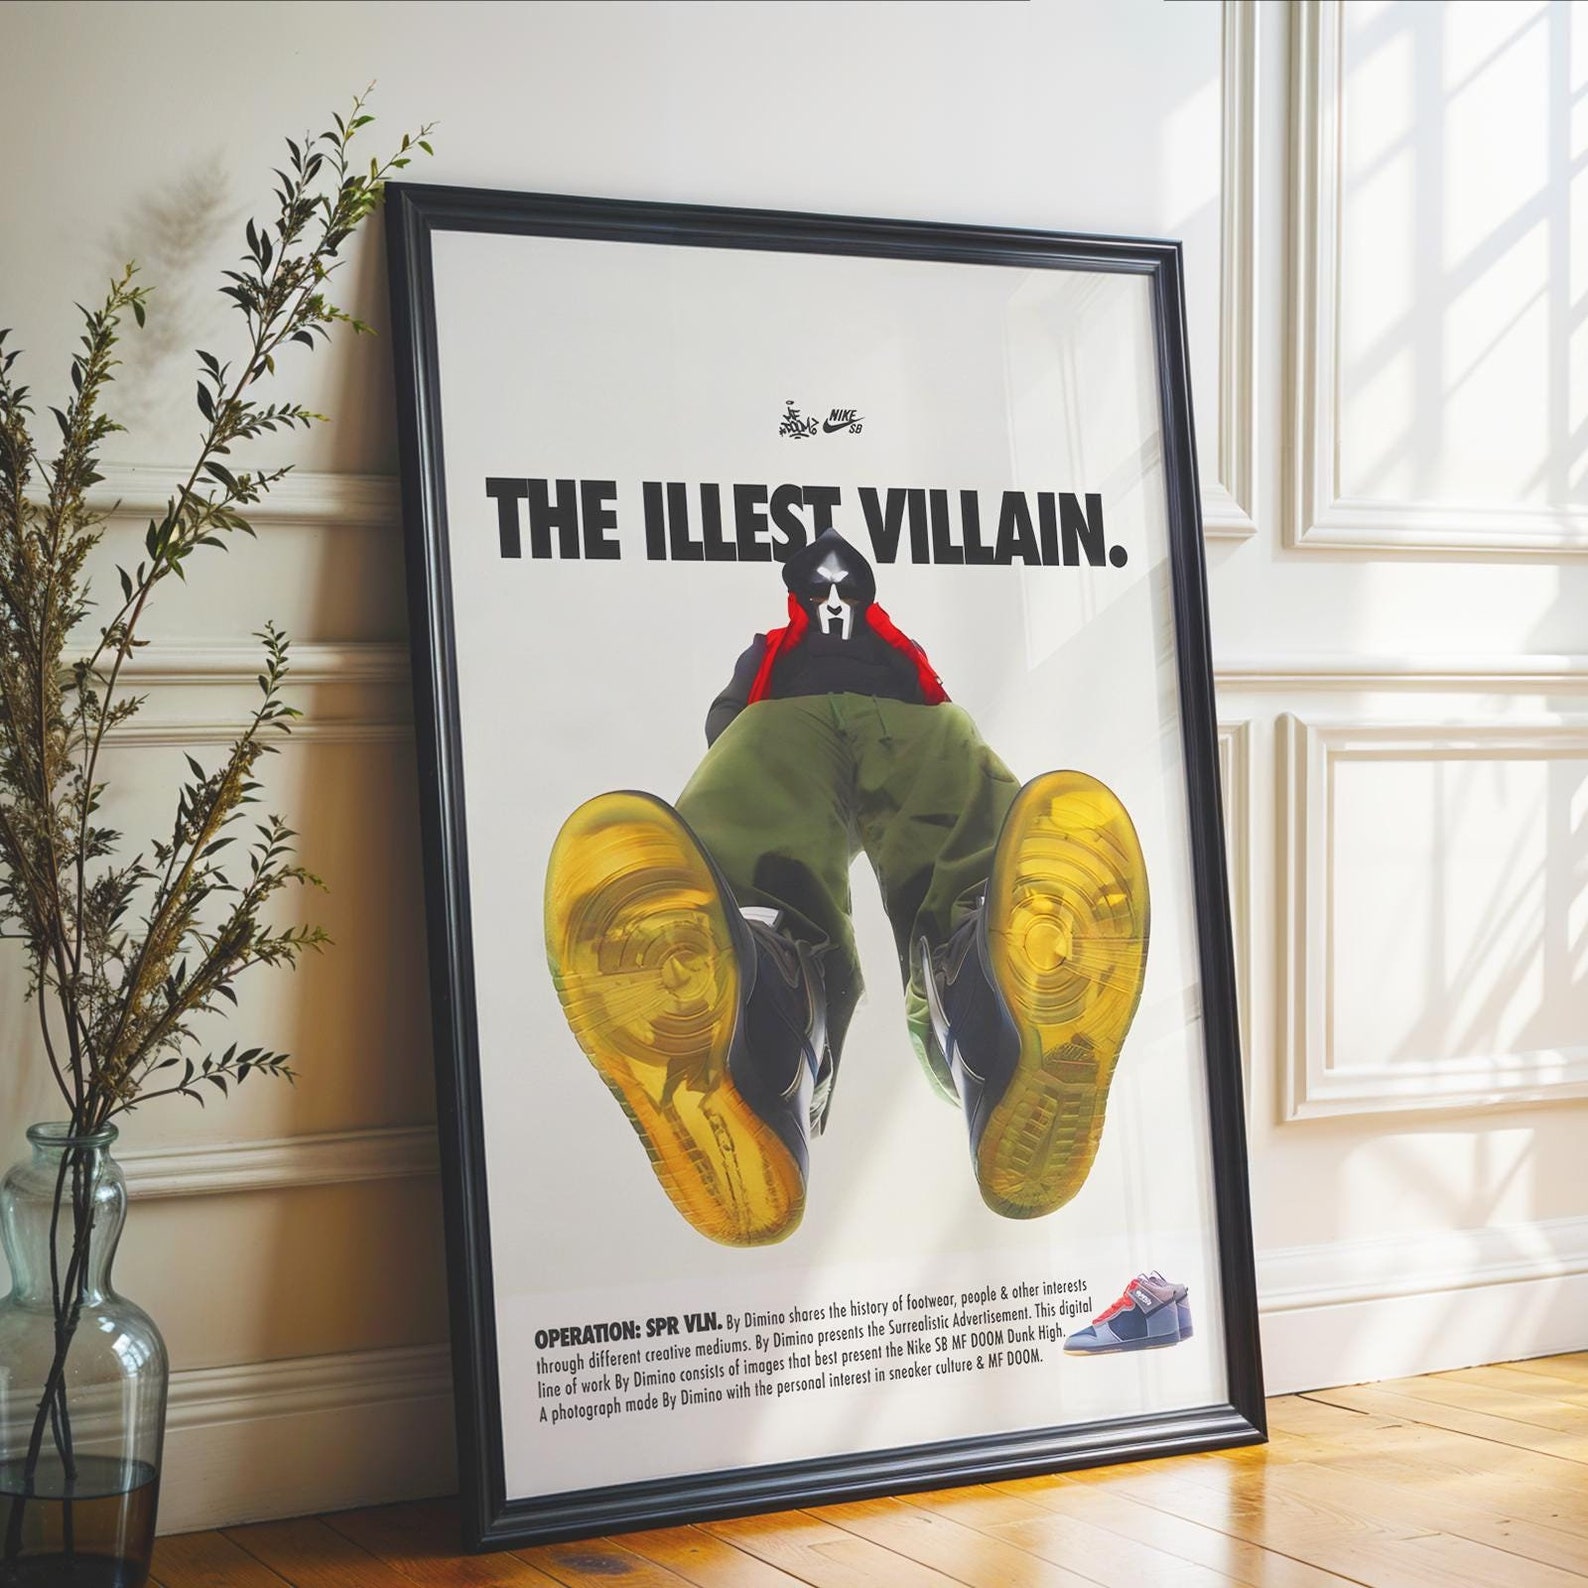 MF DOOM
NIKE
SB
THE ILLEST VILLAIN.
OPERATION: SPR VLN. By Dimino shares the history of footwear, people & other interests
through different creative mediums. By Dimino presents the Surrealistic Advertisement. This digital
line of work By Dimino consists of images that best present the Nike SB MF DOOM Dunk High.
A photograph made By Dimino with the personal interest in sneaker culture & MF DOOM.